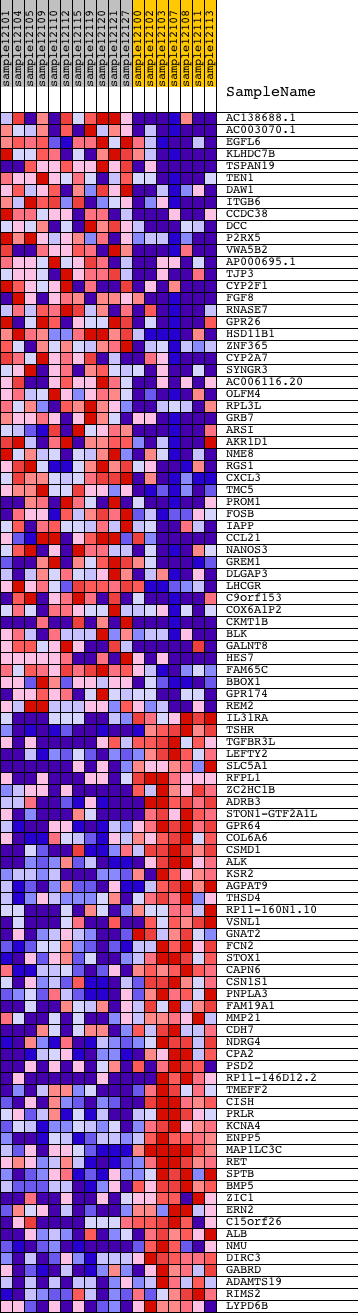 sample12101
sample12104
sample12105
sample12109
sample12110
sample12112
sample12115
sample12119
sample12120
sample12127
sample12100
sample12102
sample12103
sample12107
sample12108
sample12111
sample12113
SampleName
AC138688.1
AC003070.1
EGFL6
KLHDC7B
TSPAN19
TEN1
DAW1
ITGB6
CCDC38
DCC
P2RX5
VWA5B2
AP000695.1
TJP3
CYP2F1
FGF8
RNASE7
GPR26
HSD11B1
ZNF365
CYP2A7
SYNGR3
AC006116.20
OLFM4
RPL3L
GRB7
ARSI
AKR1D1
NME8
RGS1
CXCL3
TMC5
PROM1
FOSB
IAPP
CCL21
NANOS3
GREM1
DLGAP3
LHCGR
C9orf153
COX6A1P2
CKMT1B
BLK
GALNT8
HES7
FAM65C
BBOX1
GPR174
REM2
IL31RA
TSHR
TGFBR3L
LEFTY2
SLC5A1
RFPL1
ZC2HC1B
ADRB3
STON1-GTF2A1L
GPR64
COL6A6
CSMD1
ALK
KSR2
AGPAT9
THSD4
RP11-160N1.10
VSNL1
GNAT2
FCN2
STOX1
CAPN6
CSN1S1
PNPLA3
FAM19A1
MMP21
CDH7
NDRG4
CPA2
PSD2
RP11-146D12.2
TMEFF2
CISH
PRLR
KCNA4
ENPP5
MAP1LC3C
RET
SPTB
BMP5
ZIC1
ERN2
C15orf26
ALB
NMU
DIRC3
GABRD
ADAMTS19
RIMS2
LYPD6B